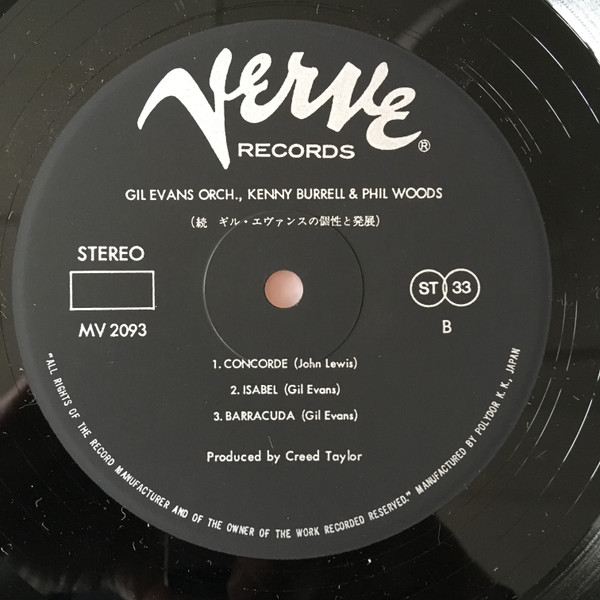 Verve
RECORDS ®
GIL EVANS ORCH., KENNY BURRELL & PHIL WOODS
（続 ギル・エヴァンスの個性と発展）
STEREO
ST 33
MV 2093
B
1. CONCORDE (John Lewis)
2. ISABEL (Gil Evans)
3. BARRACUDA (Gil Evans)
Produced by Creed Taylor
"ALL RIGHTS OF THE RECORD MANUFACTURER AND OF THE OWNER OF THE WORK RECORDED RESERVED." MANUFACTURED BY POLYDOR K. K., JAPAN